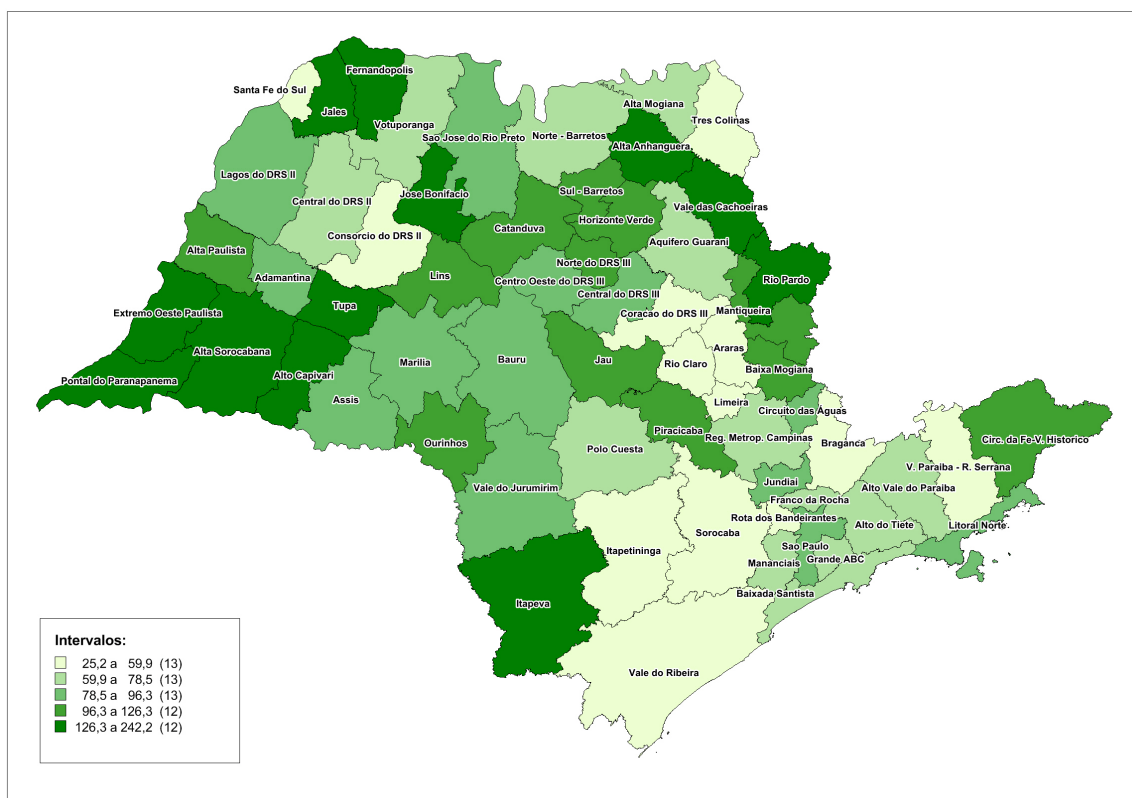 Fernandopolis
Santa Fe do Sul
Jales
Alta Mogiana
Tres Colinas
Votuporanga
Sao Jose do Rio Preto
Norte - Barretos
Alta Anhanguera
Lagos do DRS II
Sul - Barretos
Jose Bonifacio
Central do DRS II
Vale das Cachoeiras
Horizonte Verde
Catanduva
Consorcio do DRS II
Aquifero Guarani
Alta Paulista
Norte do DRS III
Adamantina
Lins
Centro Oeste do DRS III
Rio Pardo
Central do DRS III
Tupa
Extremo Oeste Paulista
Coracao do DRS III
Mantiqueira
Alta Sorocabana
Araras
Marilia
Bauru
Jau
Rio Claro
Baixa Mogiana
Alto Capivari
Pontal do Paranapanema
Assis
Limeira
Circuito das Aguas
Piracicaba
Reg. Metrop. Campinas
Braganca
Circ. da Fe-V. Historico
Ourinhos
Polo Cuesta
V. Paraiba - R. Serrana
Jundiai
Vale do Jurumirim
Alto Vale do Paraiba
Franco da Rocha
Rota dos Bandeirantes
Alto do Tiete
Litoral Norte
Sorocaba
Sao Paulo
Itapetininga
Grande ABC
Mananciais
Baixada Santista
Itapeva
Vale do Ribeira
Intervalos:
25,2 a 59,9 (13)
59,9 a 78,5 (13)
78,5 a 96,3 (13)
96,3 a 126,3 (12)
126,3 a 242,2 (12)